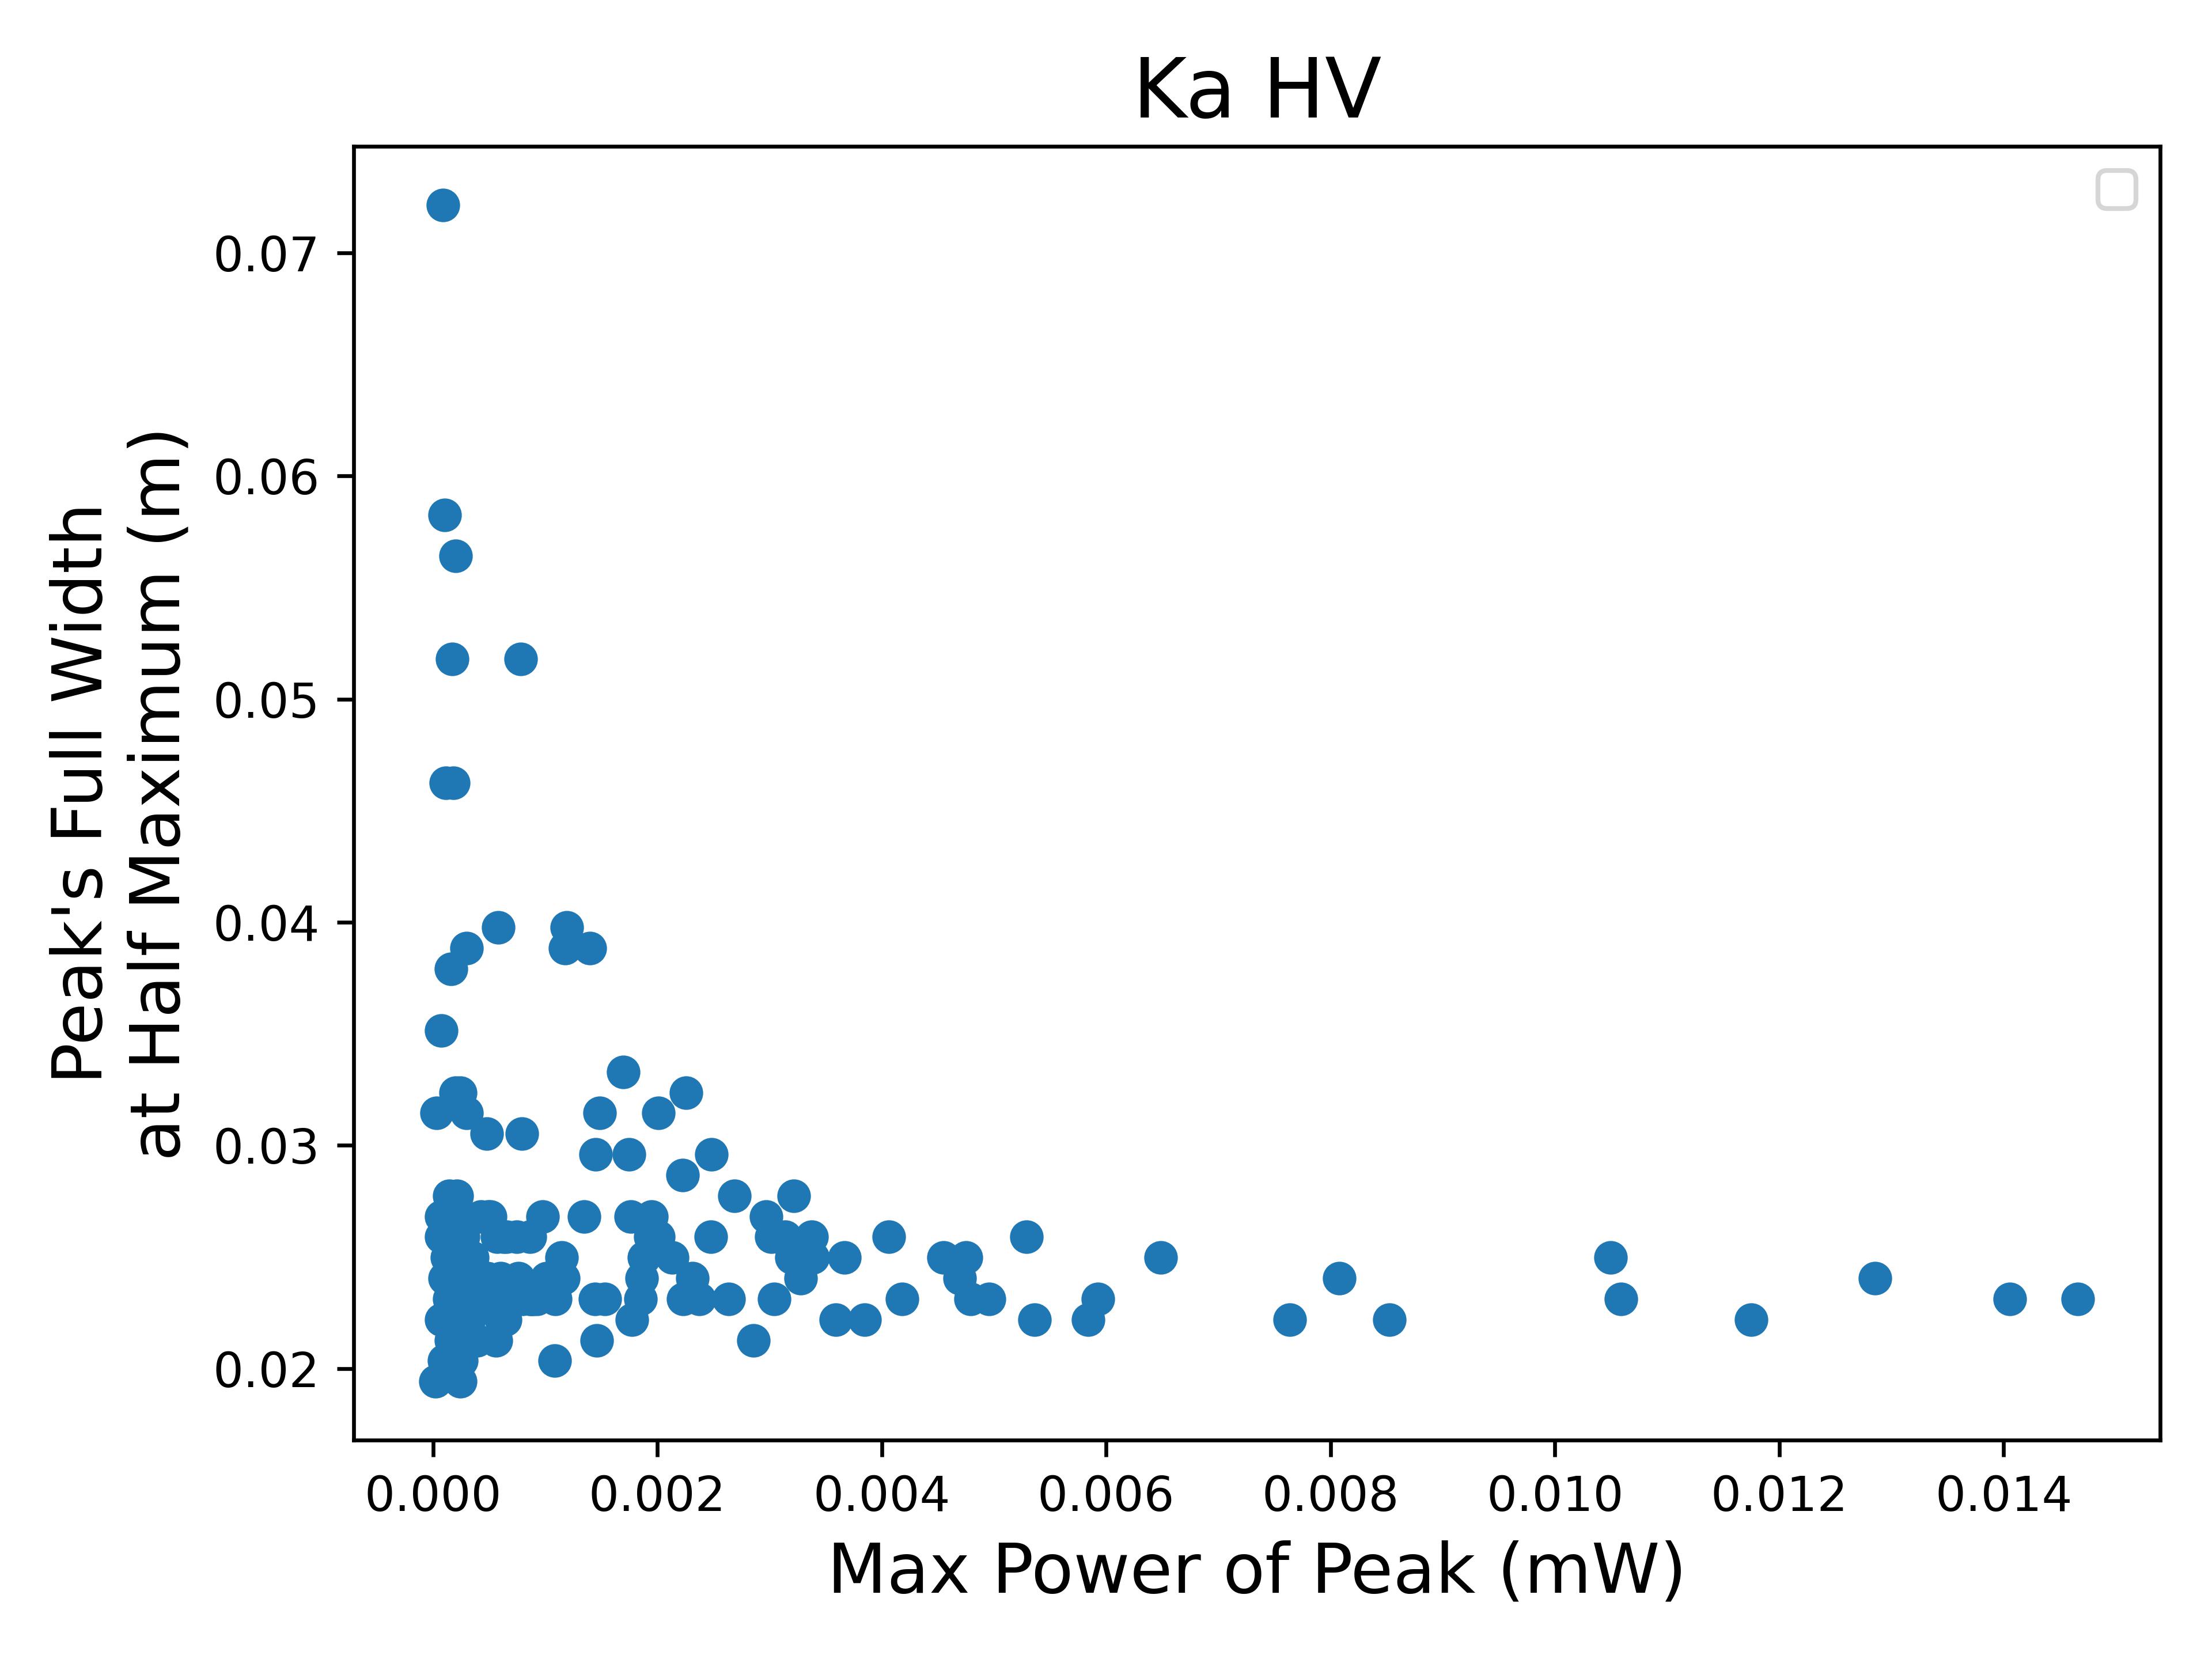 Ka HV
Peak's Full Width
at Half Maximum (m)
0.07
0.06
0.05
0.04
0.03
0.02
0.000 0.002 0.004 0.006 0.008 0.010 0.012 0.014
Max Power of Peak (mW)